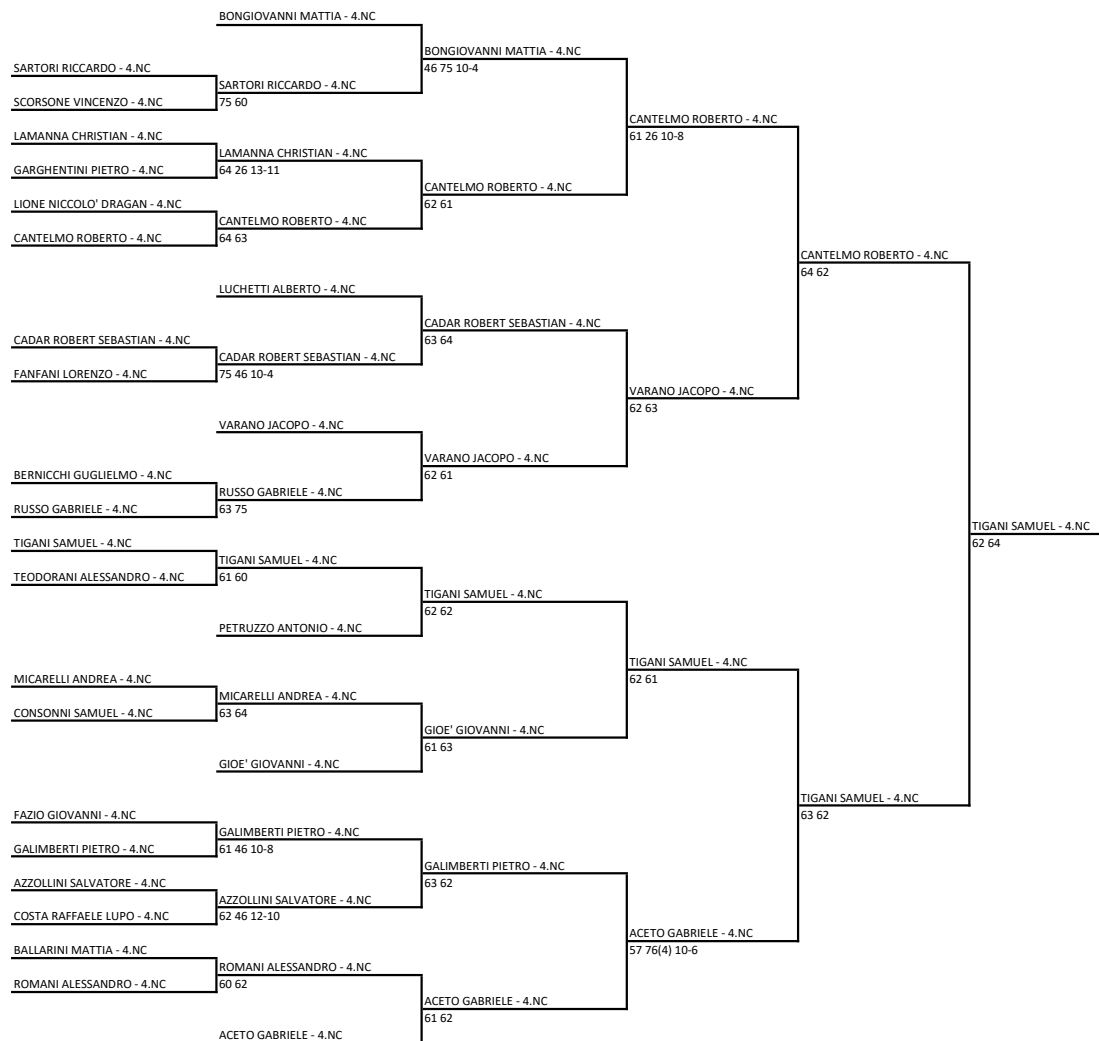 BONGIOVANNI MATTIA - 4.NC
BONGIOVANNI MATTIA - 4.NC
SARTORI RICCARDO - 4.NC
46 75 10-4
SARTORI RICCARDO - 4.NC
SCORSONE VINCENZO - 4.NC
75 60
CANTELMO ROBERTO - 4.NC
LAMANNA CHRISTIAN - 4.NC
61 26 10-8
LAMANNA CHRISTIAN - 4.NC
GARGHENTINI PIETRO - 4.NC
64 26 13-11
CANTELMO ROBERTO - 4.NC
LIONE NICCOLO' DRAGAN - 4.NC
62 61
CANTELMO ROBERTO - 4.NC
CANTELMO ROBERTO - 4.NC
64 63
CANTELMO ROBERTO - 4.NC
64 62
LUCHETTI ALBERTO - 4.NC
CADAR ROBERT SEBASTIAN - 4.NC
CADAR ROBERT SEBASTIAN - 4.NC
63 64
CADAR ROBERT SEBASTIAN - 4.NC
FANFANI LORENZO - 4.NC
75 46 10-4
VARANO JACOPO - 4.NC
62 63
VARANO JACOPO - 4.NC
VARANO JACOPO - 4.NC
BERNICCHI GUGLIELMO - 4.NC
62 61
RUSSO GABRIELE - 4.NC
RUSSO GABRIELE - 4.NC
63 75
TIGANI SAMUEL - 4.NC
TIGANI SAMUEL - 4.NC
62 64
TIGANI SAMUEL - 4.NC
TEODORANI ALESSANDRO - 4.NC
61 60
TIGANI SAMUEL - 4.NC
62 62
PETRUZZO ANTONIO - 4.NC
TIGANI SAMUEL - 4.NC
MICARELLI ANDREA - 4.NC
62 61
MICARELLI ANDREA - 4.NC
CONSONNI SAMUEL - 4.NC
63 64
GIOE' GIOVANNI - 4.NC
61 63
GIOE' GIOVANNI - 4.NC
TIGANI SAMUEL - 4.NC
FAZIO GIOVANNI - 4.NC
63 62
GALIMBERTI PIETRO - 4.NC
GALIMBERTI PIETRO - 4.NC
61 46 10-8
GALIMBERTI PIETRO - 4.NC
AZZOLLINI SALVATORE - 4.NC
63 62
AZZOLLINI SALVATORE - 4.NC
COSTA RAFFAELE LUPO - 4.NC
62 46 12-10
ACETO GABRIELE - 4.NC
BALLARINI MATTIA - 4.NC
57 76(4) 10-6
ROMANI ALESSANDRO - 4.NC
ROMANI ALESSANDRO - 4.NC
60 62
ACETO GABRIELE - 4.NC
61 62
ACETO GABRIELE - 4.NC